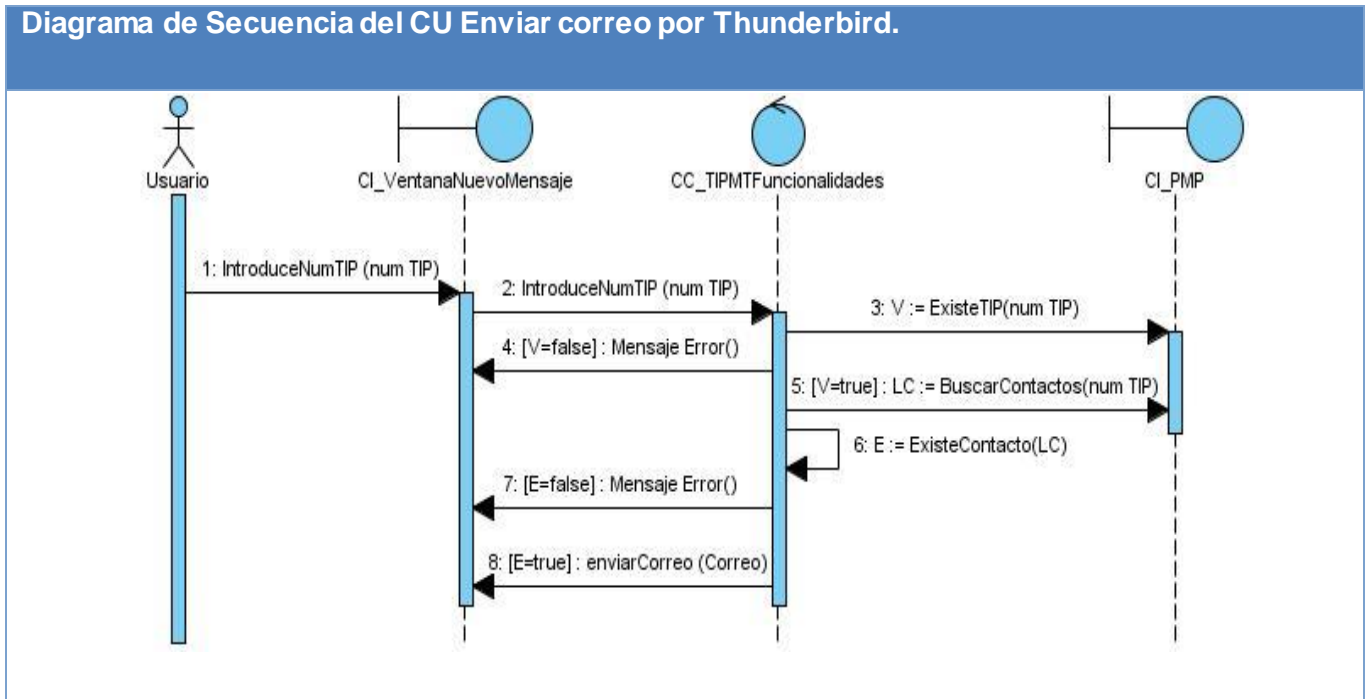 Diagrama de Secuencia del CU Enviar correo por Thunderbird.
Usuario
CI_VentanaNuevoMensaje
CC_TIPMTFuncionalidades
CI_PMP
1: IntroduceNumTIP (num TIP)
2: IntroduceNumTIP (num TIP)
3: V := ExisteTIP(num TIP)
4: [V=false] : Mensaje Error()
5: [V=true] : LC := BuscarContactos(num TIP)
6: E := ExisteContacto(LC)
7: [E=false] : Mensaje Error()
8: [E=true] : enviarCorreo (Correo)